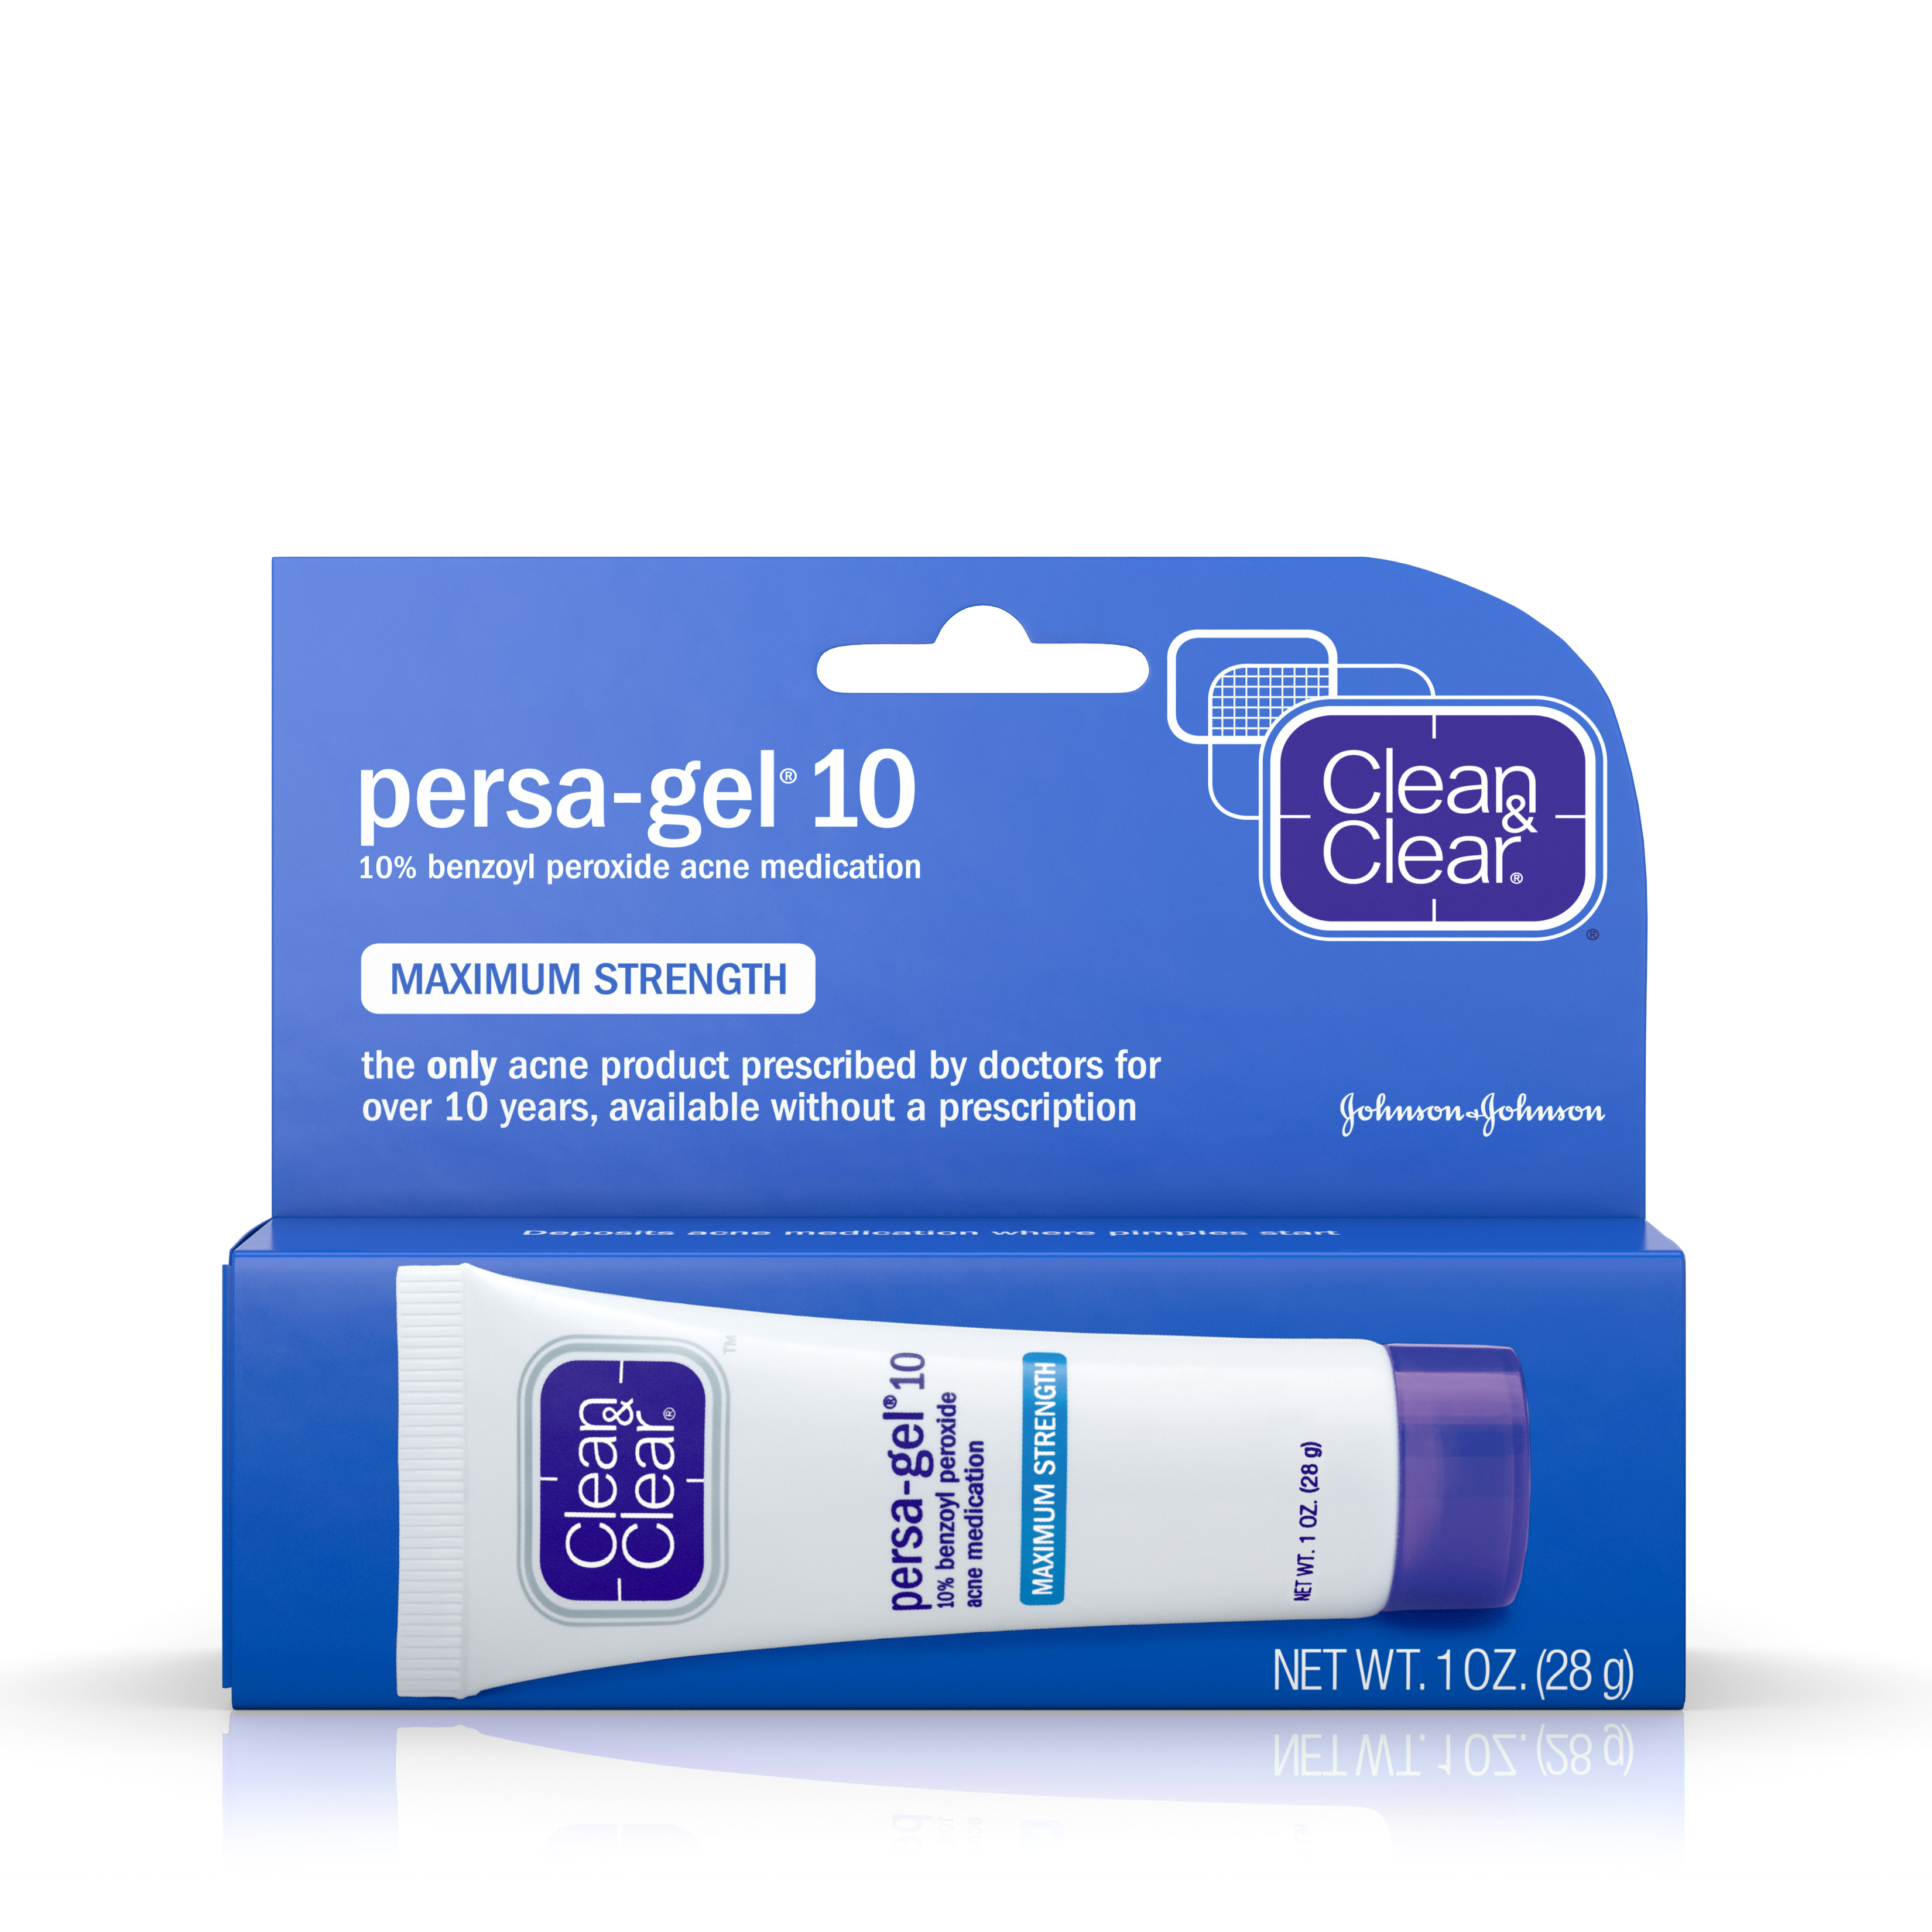 persa-gel® 10
10% benzoyl peroxide acne medication
Clean &
Clear®
®
MAXIMUM STRENGTH
the only acne product prescribed by doctors for
over 10 years, available without a prescription
Johnson & Johnson
Deposits acne medication where pimples start
Clean &
Clear®
TM
persa-gel® 10
10% benzoyl peroxide
acne medication
MAXIMUM STRENGTH
NET WT. 1 OZ. (28 g)
NET WT. 1 OZ. (28 g)